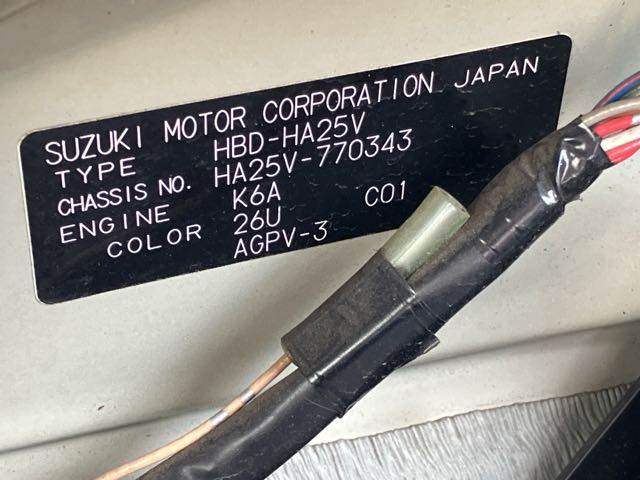 SUZUKI MOTOR CORPORATION JAPAN
TYPE HBD-HA25V
CHASSIS NO. HA25V-770343
ENGINE K6A C01
COLOR 26U
AGPV-3